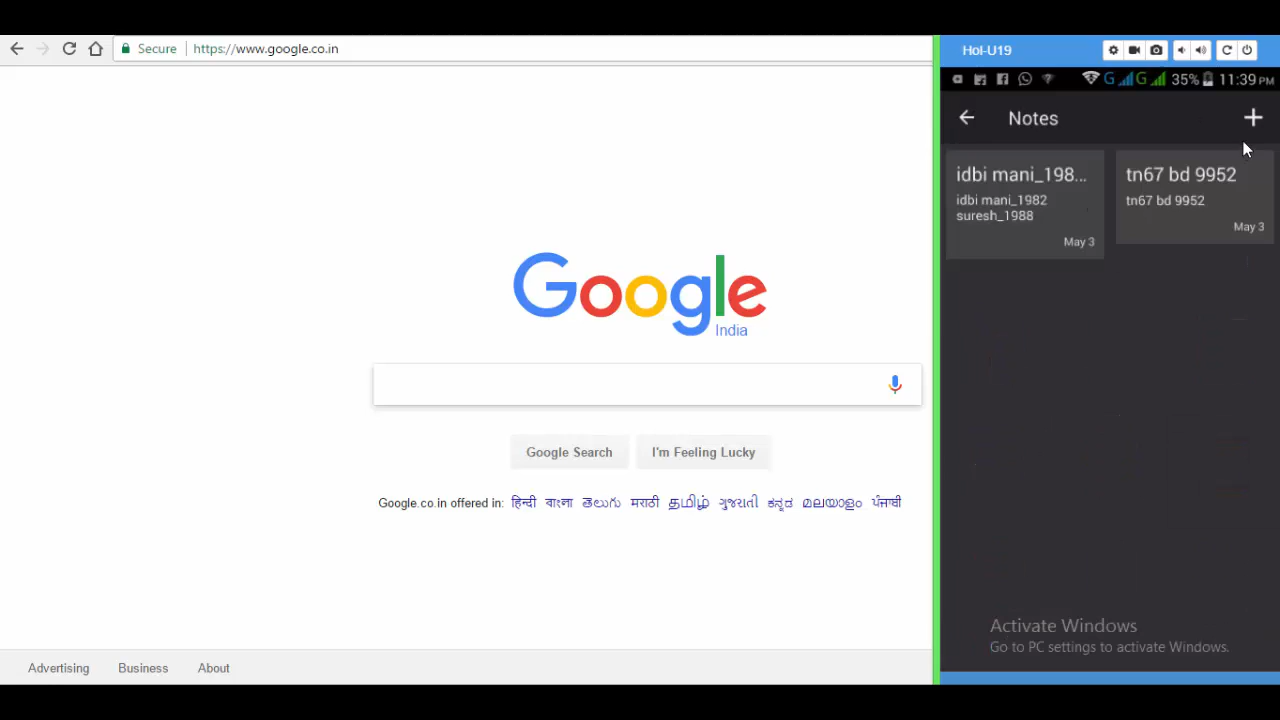 Secure https://www.google.co.in
Google
India
Google Search
I'm Feeling Lucky
Google.co.in offered in: हिन्दी বাংলা తెలుగు मराठी தமிழ் ગુજરાતી ಕನ್ನಡ മലയാളം ਪੰਜਾਬੀ
Advertising
Business
About
Hol-U19
G G 35% 11:39 PM
Notes
idbi mani_198...
idbi mani_1982
suresh_1988
May 3
tn67 bd 9952
tn67 bd 9952
May 3
Activate Windows
Go to PC settings to activate Windows.